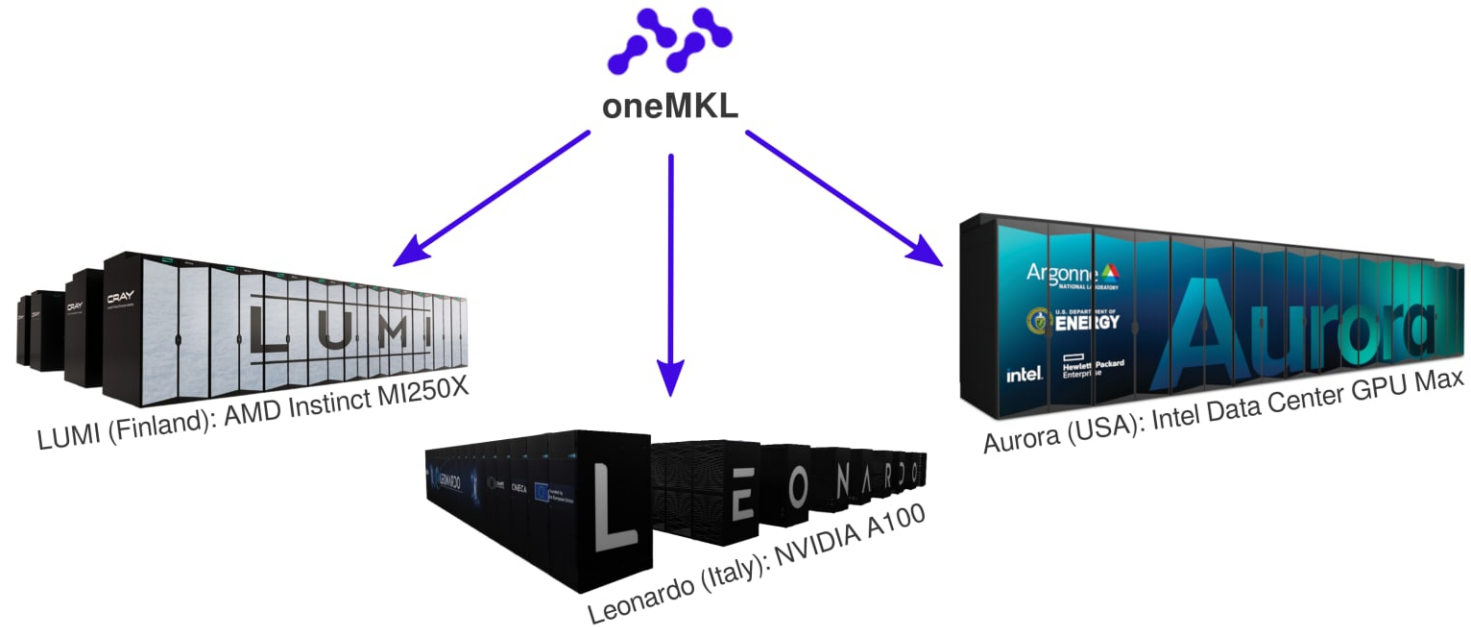 oneMKL
CRAY
CRAY
CRAY
LUMI
LUMI (Finland): AMD Instinct MI250X
Argonne
NATIONAL LABORATORY
U.S. DEPARTMENT OF
ENERGY
intel.
Hewlett Packard
Enterprise
Aurora
Aurora (USA): Intel Data Center GPU Max
LEONARDO
CINECA
LEONARDO
Leonardo (Italy): NVIDIA A100